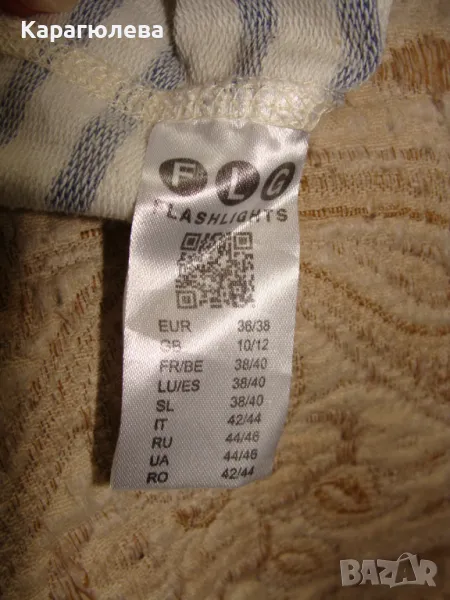 Карагюлева
F L G
FLASHLIGHTS
EUR 36/38
GB 10/12
FR/BE 38/40
LU/ES 38/40
SL 38/40
IT 42/44
RU 44/46
UA 44/46
RO 42/44
BAZAR